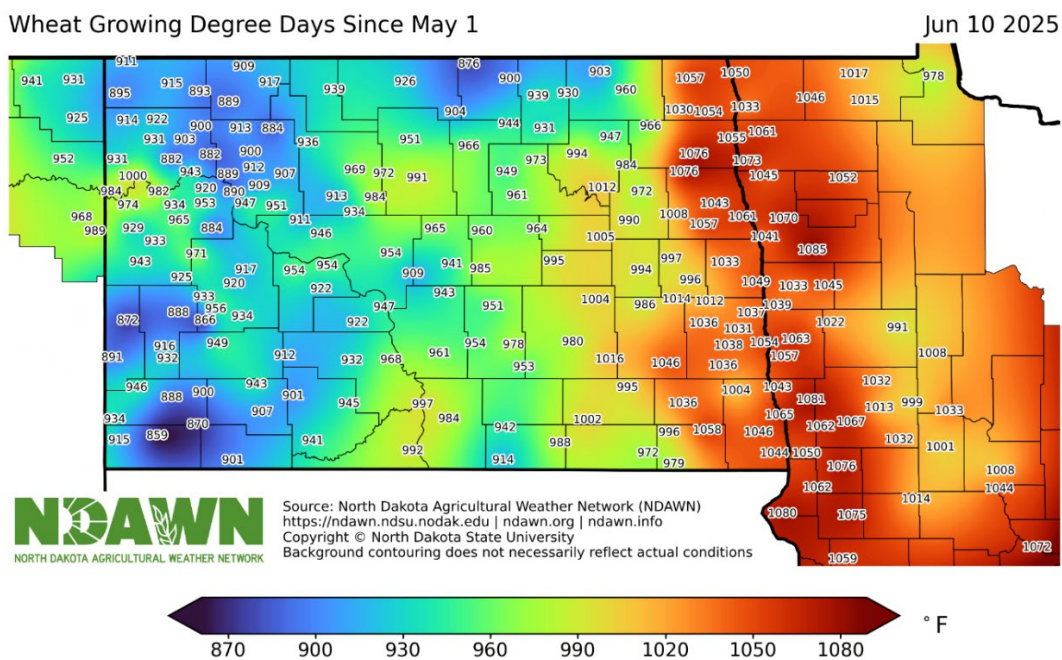 Wheat Growing Degree Days Since May 1 Jun 10 2025
911 909 876
941 931 915 917 926 900 903 1057 1050 1017 978
895 893 889 939 939 930 960 1046 1015
925 914 922 904 1030 1054 1033
900 913 884 944 931 966
931 903 936 951 966 947 1055 1061
952 931 882 882 900 973 994 1076 1073
943 889 912 907 969 972 949 984 1076 1045
1000 991 1052
984 982 920 890 909 913 984 961 1012 972
974 934 953 947 951 934 1043
968 965 911 990 1008 1061 1070
989 929 884 946 965 960 964 1057
933 1005 1041
943 971 954 1085
925 917 954 954 909 941 985 995 994 997 1033
920 922 943 996 1049 1033 1045
933 1004 1014 1012 1039
872 888 956 947 951 986 1037
866 934 922 1036 1022
916 949 954 978 980 1031 1054 1063 991
891 932 912 932 968 961 953 1016 1046 1038 1036 1057 1008
946 943 995 1004 1043 1032
888 900 901 945 997 1036 1081 1013 999 1033
934 870 907 984 1002 1065 1067
915 859 941 942 988 996 1058 1046 1062 1032 1001
901 992 914 972 979 1044 1050 1076 1008
1062 1044
1080 1075 1014
1059 1072
NDAWN
NORTH DAKOTA AGRICULTURAL WEATHER NETWORK
Source: North Dakota Agricultural Weather Network (NDAWN)
https://ndawn.ndsu.nodak.edu | ndawn.org | ndawn.info
Copyright © North Dakota State University
Background contouring does not necessarily reflect actual conditions
870 900 930 960 990 1020 1050 1080 °F